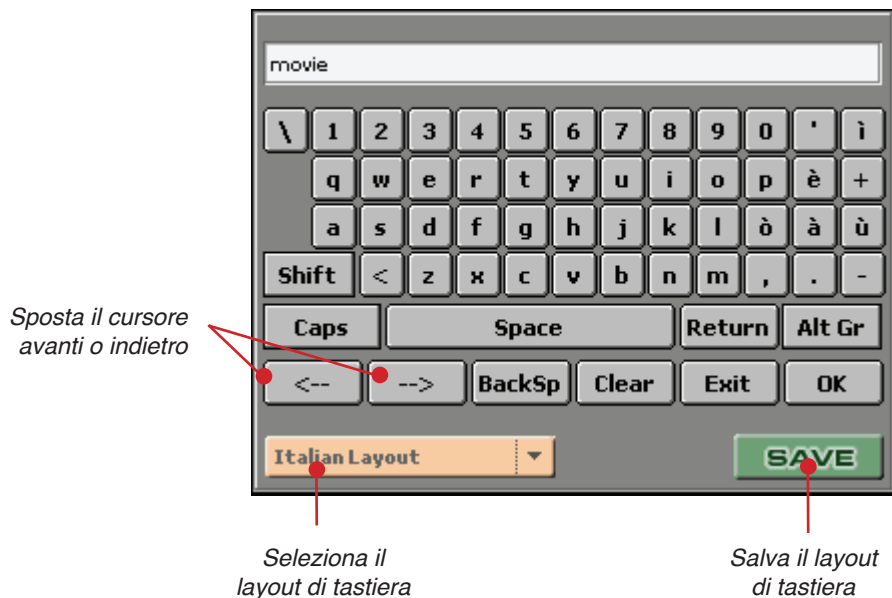 movie
\ 1 2 3 4 5 6 7 8 9 0 ' ì
q w e r t y u i o p è +
a s d f g h j k l ò à ù
Shift < z x c v b n m , . -
Caps Space Return Alt Gr
<-- --> BackSp Clear Exit OK
Sposta il cursore
avanti o indietro
Italian Layout SAVE
Seleziona il
layout di tastiera
Salva il layout
di tastiera